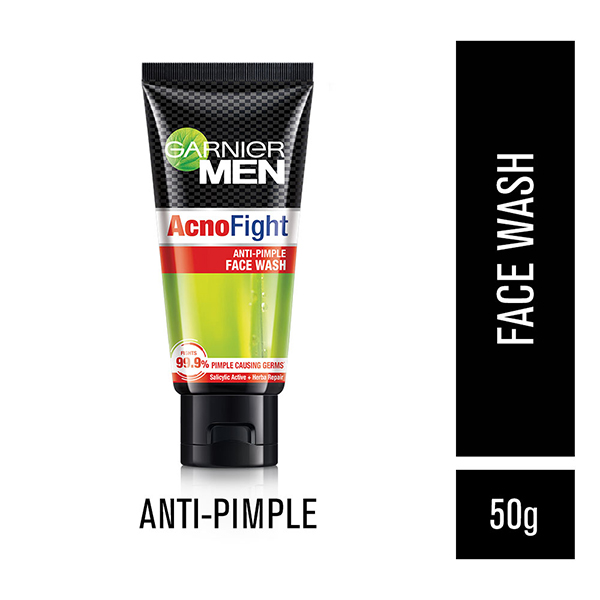 GARNIER
MEN
AcnoFight
ANTI-PIMPLE
FACE WASH
FIGHTS
99.9% PIMPLE CAUSING GERMS*
Salicylic Active + Herba Repair
ANTI-PIMPLE
FACE WASH
50g